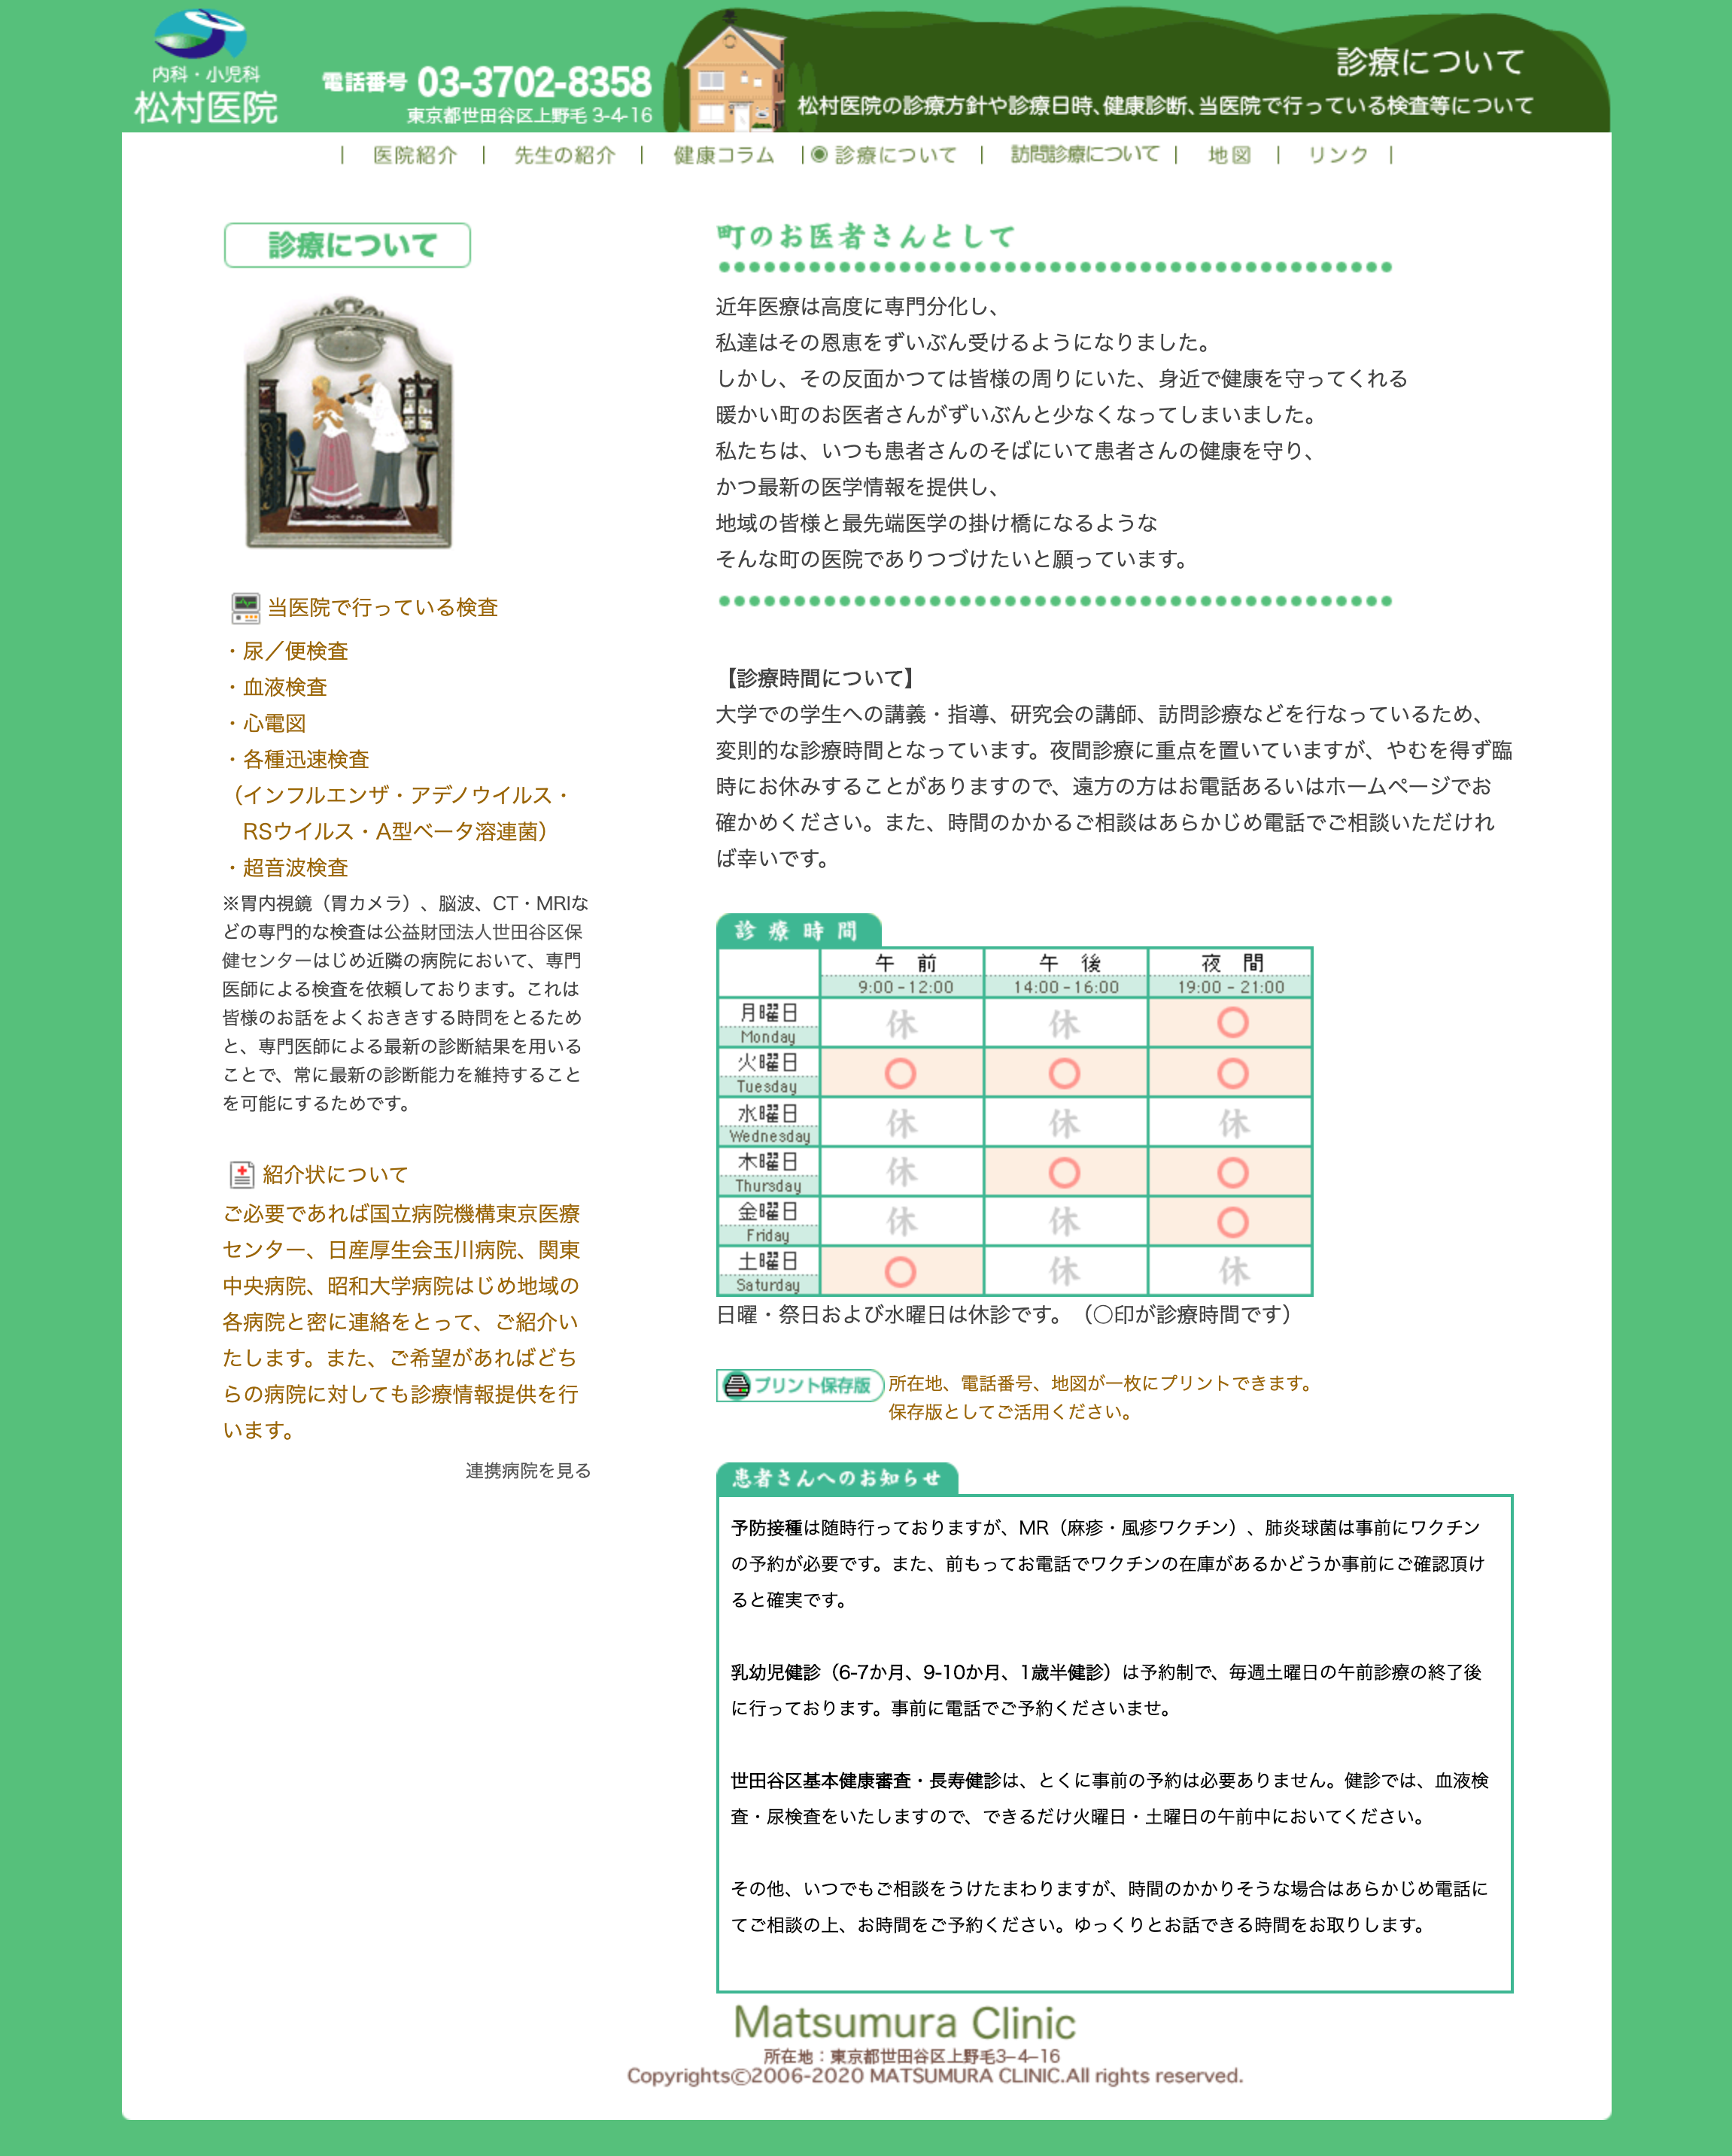 内科・小児科
松村医院
電話番号 03-3702-8358
東京都世田谷区上野毛 3-4-16
診療について
松村医院の診療方針や診療日時、健康診断、当医院で行っている検査等について
| 医院紹介 | 先生の紹介 | 健康コラム |◉ 診療について | 訪問診療について | 地図 | リンク |
診療について
当医院で行っている検査
・尿／便検査
・血液検査
・心電図
・各種迅速検査
（インフルエンザ・アデノウイルス・
RSウイルス・A型ベータ溶連菌）
・超音波検査
※胃内視鏡（胃カメラ）、脳波、CT・MRIな
どの専門的な検査は公益財団法人世田谷区保
健センターはじめ近隣の病院において、専門
医師による検査を依頼しております。これは
皆様のお話をよくおききする時間をとるため
と、専門医師による最新の診断結果を用いる
ことで、常に最新の診断能力を維持すること
を可能にするためです。
紹介状について
ご必要であれば国立病院機構東京医療
センター、日産厚生会玉川病院、関東
中央病院、昭和大学病院はじめ地域の
各病院と密に連絡をとって、ご紹介い
たします。また、ご希望があればどち
らの病院に対しても診療情報提供を行
います。
連携病院を見る
町のお医者さんとして
近年医療は高度に専門分化し、
私達はその恩恵をずいぶん受けるようになりました。
しかし、その反面かつては皆様の周りにいた、身近で健康を守ってくれる
暖かい町のお医者さんがずいぶんと少なくなってしまいました。
私たちは、いつも患者さんのそばにいて患者さんの健康を守り、
かつ最新の医学情報を提供し、
地域の皆様と最先端医学の掛け橋になるような
そんな町の医院でありつづけたいと願っています。
【診療時間について】
大学での学生への講義・指導、研究会の講師、訪問診療などを行なっているため、
変則的な診療時間となっています。夜間診療に重点を置いていますが、やむを得ず臨
時にお休みすることがありますので、遠方の方はお電話あるいはホームページでお
確かめください。また、時間のかかるご相談はあらかじめ電話でご相談いただけれ
ば幸いです。
診療時間
午前 午後 夜間
9:00-12:00 14:00-16:00 19:00 - 21:00
月曜日 休 休 ○
Monday
火曜日 ○ ○ ○
Tuesday
水曜日 休 休 休
Wednesday
木曜日 休 ○ ○
Thursday
金曜日 休 休 ○
Friday
土曜日 ○ 休 休
Saturday
日曜・祭日および水曜日は休診です。（○印が診療時間です）
プリント保存版 所在地、電話番号、地図が一枚にプリントできます。
保存版としてご活用ください。
患者さんへのお知らせ
予防接種は随時行っておりますが、MR（麻疹・風疹ワクチン）、肺炎球菌は事前にワクチン
の予約が必要です。また、前もってお電話でワクチンの在庫があるかどうか事前にご確認頂け
ると確実です。
乳幼児健診（6-7か月、9-10か月、1歳半健診）は予約制で、毎週土曜日の午前診療の終了後
に行っております。事前に電話でご予約くださいませ。
世田谷区基本健康審査・長寿健診は、とくに事前の予約は必要ありません。健診では、血液検
査・尿検査をいたしますので、できるだけ火曜日・土曜日の午前中においてください。
その他、いつでもご相談をうけたまわりますが、時間のかかりそうな場合はあらかじめ電話に
てご相談の上、お時間をご予約ください。ゆっくりとお話できる時間をお取りします。
Matsumura Clinic
所在地：東京都世田谷区上野毛3−4−16
Copyrights©2006-2020 MATSUMURA CLINIC.All rights reserved.